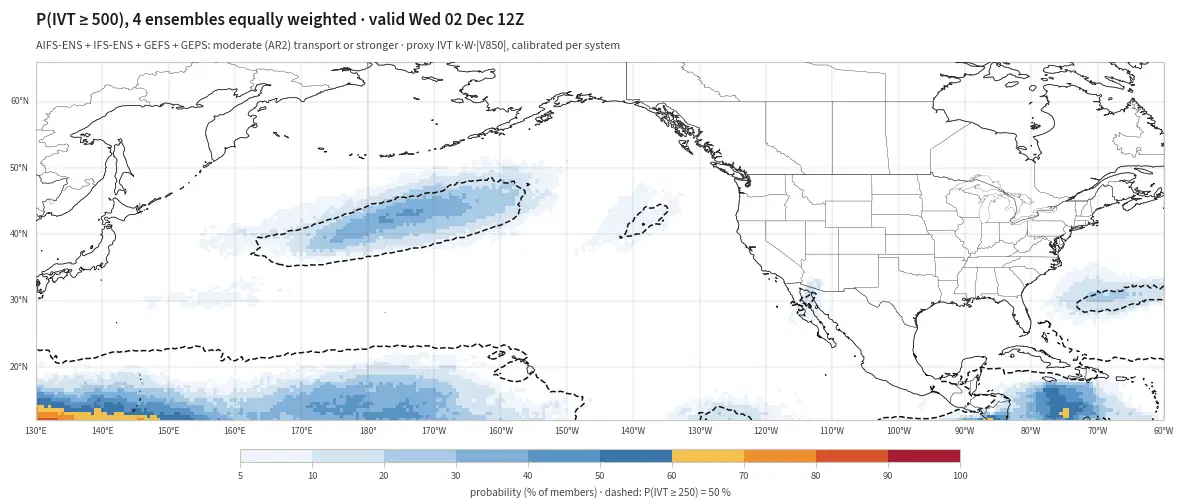 P(IVT ≥ 500), 4 ensembles equally weighted · valid Wed 02 Dec 12Z
AIFS-ENS + IFS-ENS + GEFS + GEPS: moderate (AR2) transport or stronger · proxy IVT k·W·|V850|, calibrated per system
60°N
50°N
40°N
30°N
20°N
130°E 140°E 150°E 160°E 170°E 180° 170°W 160°W 150°W 140°W 130°W 120°W 110°W 100°W 90°W 80°W 70°W 60°W
5 10 20 30 40 50 60 70 80 90 100
probability (% of members) · dashed: P(IVT ≥ 250) = 50 %